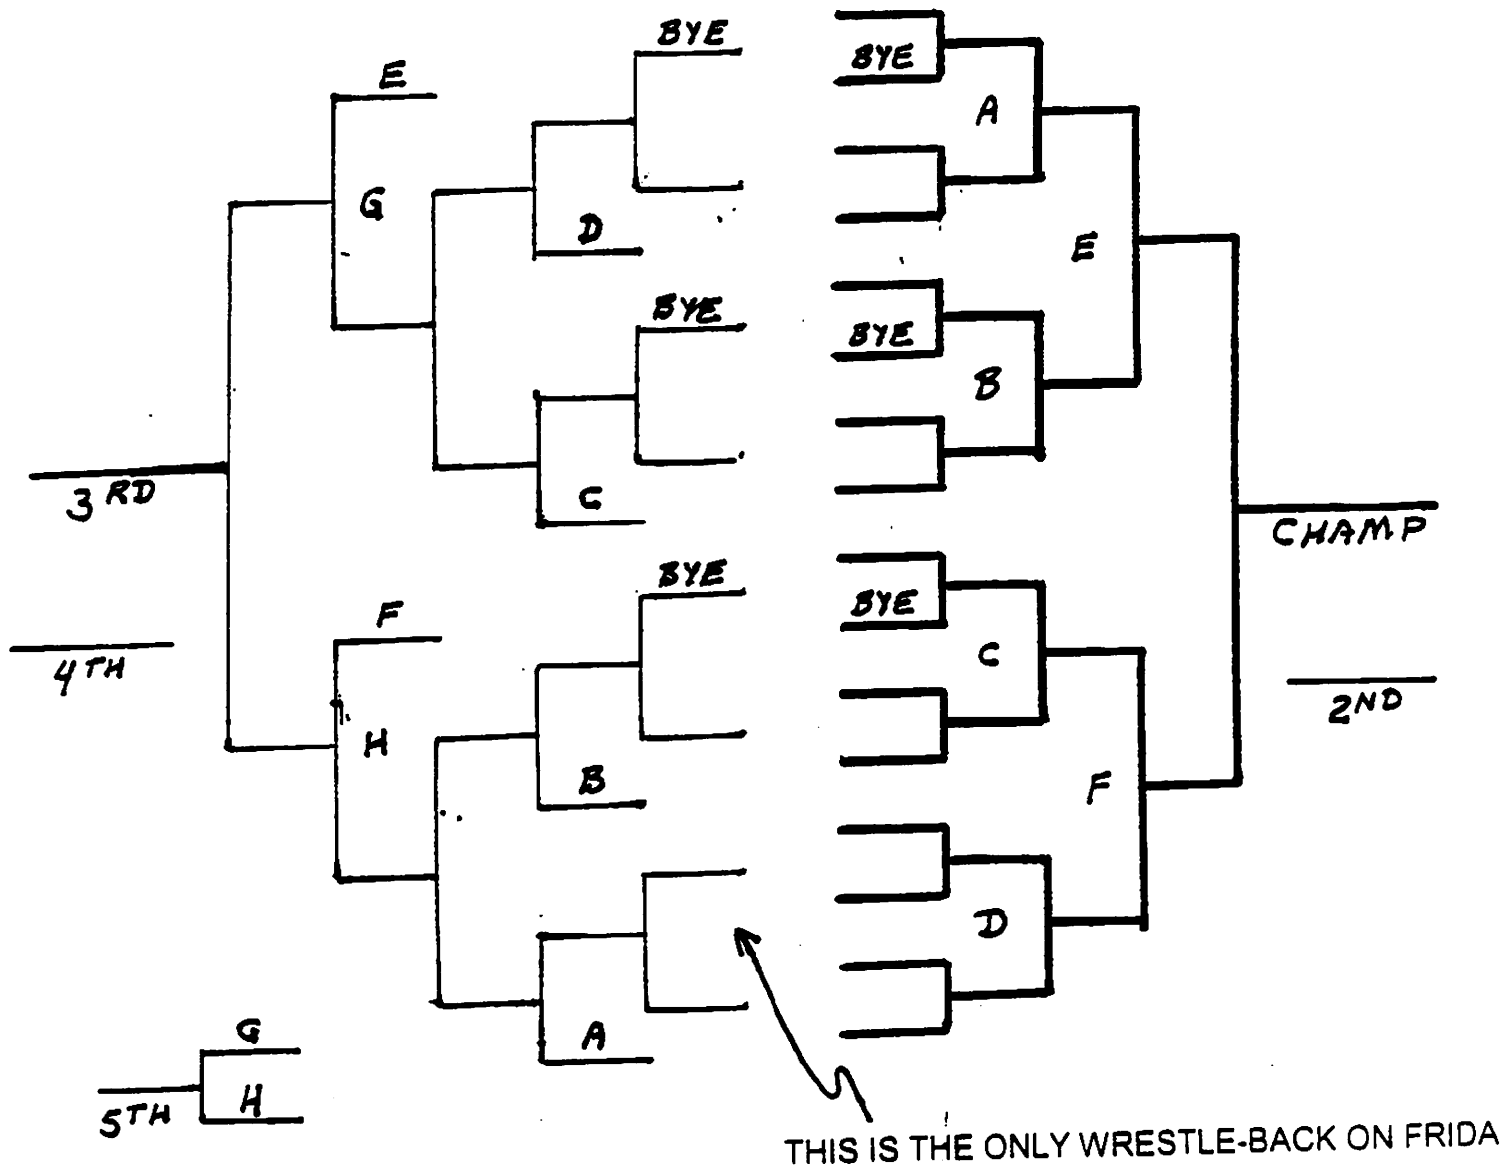 BYE
BYE
E
A
G
D
E
BYE
BYE
B
C
3RD
CHAMP
BYE
BYE
F
C
4TH
2ND
H
B
F
D
G
A
H
5TH
THIS IS THE ONLY WRESTLE-BACK ON FRIDA